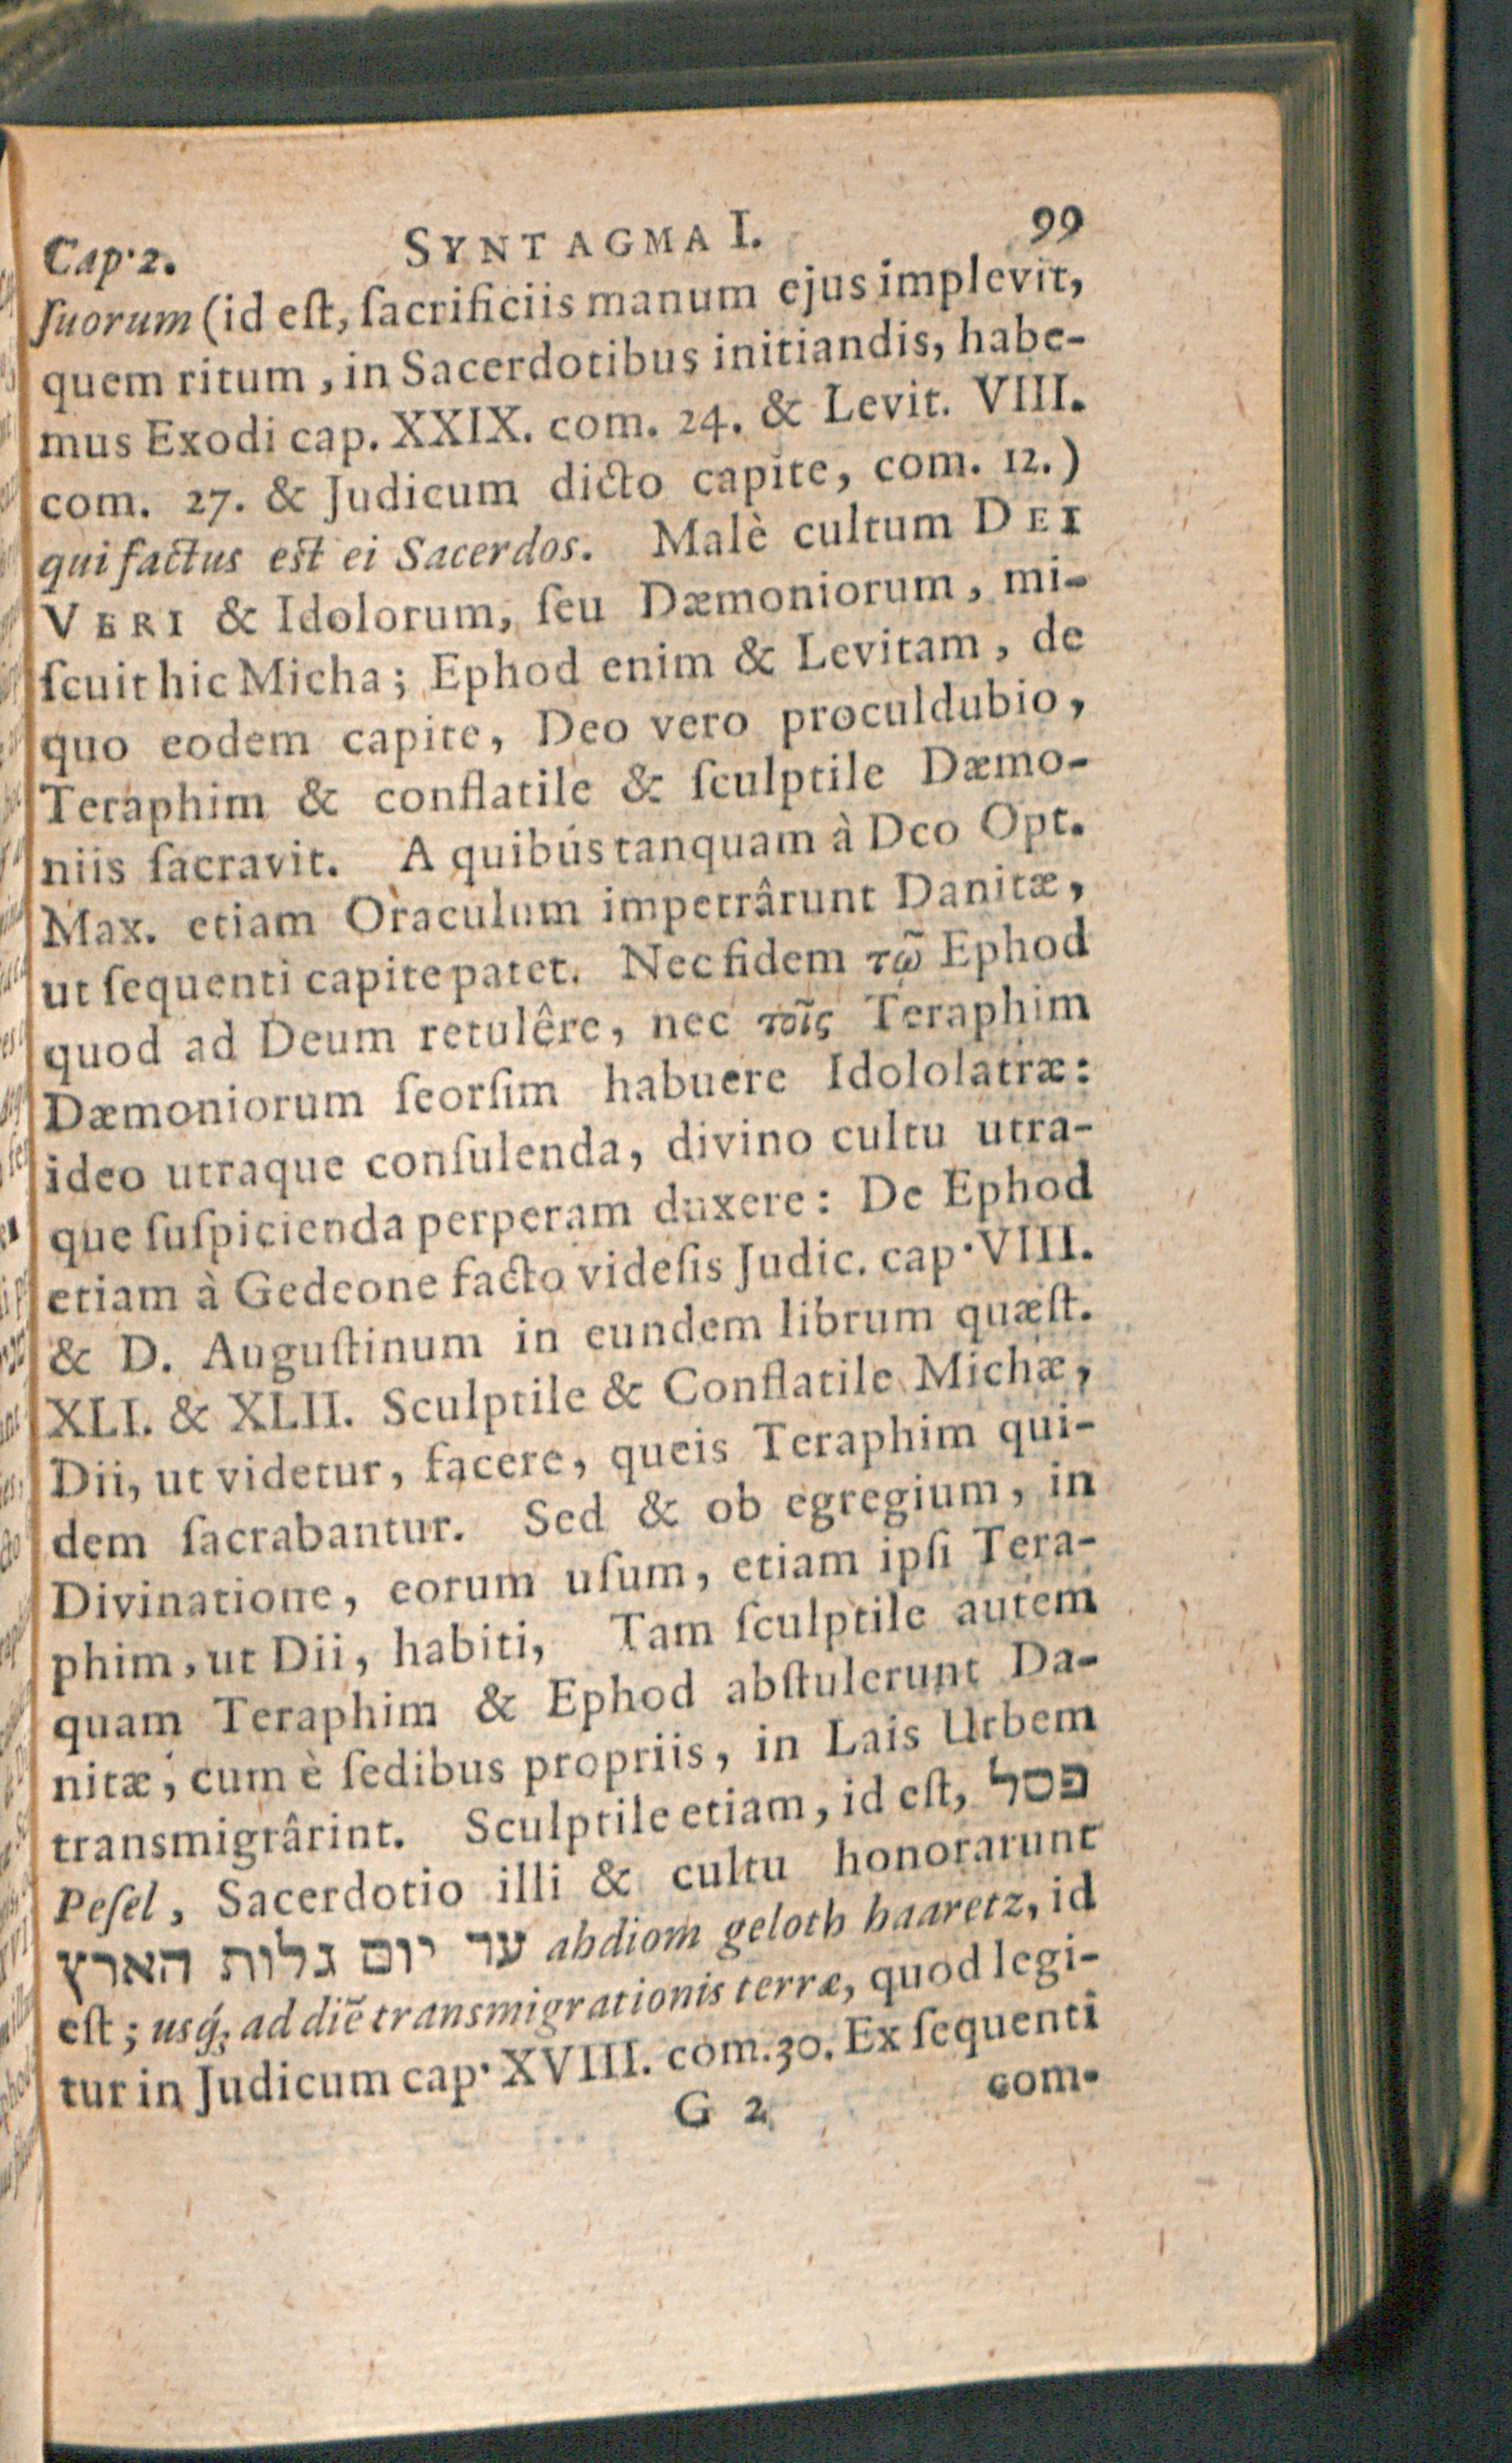 Cap. 2. SYNTAGMA I. 99
ſuorum (id eſt, ſacrificiis manum ejus implevit,
quem ritum, in Sacerdotibus initiandis, habe-
mus Exodi cap. XXIX. com. 24. & Levit. VIII.
com. 27. & Judicum dicto capite, com. 12.)
qui factus eſt ei Sacerdos. Malè cultum DEI
VERI & Idolorum, ſeu Dæmoniorum, mi-
ſcuit hic Micha; Ephod enim & Levitam, de
quo eodem capite, Deo vero proculdubio,
Teraphim & conflatile & ſculptile Dæmo-
niis ſacravit. A quibus tanquam à Deo Opt.
Max. etiam Oraculum impetrârunt Danitæ,
ut ſequenti capite patet. Nec fidem τῶ Ephod
quod ad Deum retulêre, nec τοῖς Teraphim
Dæmoniorum ſeorſim habuere Idololatræ:
ideo utraque conſulenda, divino cultu utra-
que ſuſpicienda perperam duxere: De Ephod
etiam à Gedeone facto videſis Judic. cap. VIII.
& D. Auguſtinum in eundem librum quæſt.
XLI. & XLII. Sculptile & Conflatile Michæ,
Dii, ut videtur, facere, queis Teraphim qui-
dem ſacrabantur. Sed & ob egregium, in
Divinatione, eorum uſum, etiam ipſi Tera-
phim, ut Dii, habiti, Tam ſculptile autem
quam Teraphim & Ephod abſtulerunt Da-
nitæ, cum è ſedibus propriis, in Lais Urbem
transmigrârint. Sculptile etiam, id eſt, פסל
Peſel, Sacerdotio illi & cultu honorarunt
ער יום גלות הארץ ahdiom geloth haaretz, id
eſt; usq́; ad diē transmigrationis terræ, quod legi-
tur in Judicum cap. XVIII. com. 30. Ex ſequenti
G 2 com-